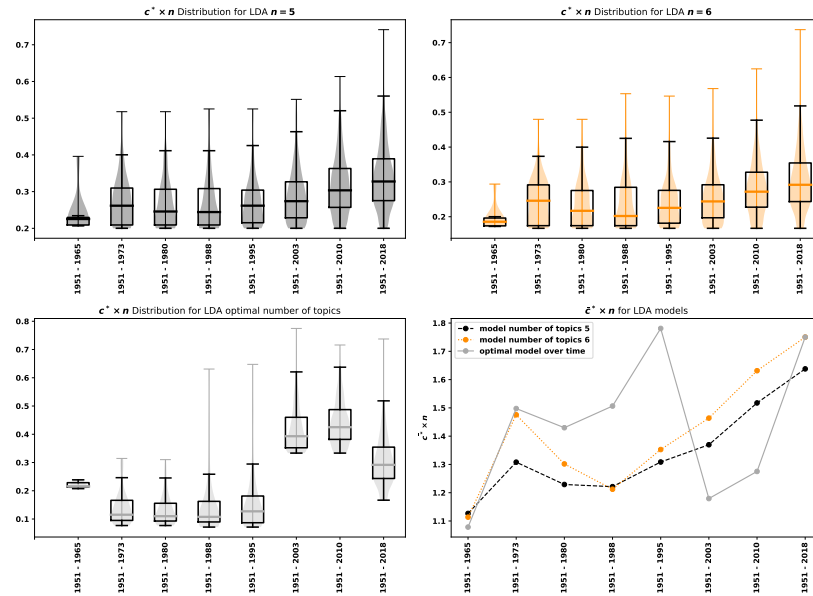 c* × n Distribution for LDA n = 5
0.7
0.6
0.5
0.4
0.3
0.2
1951 - 1965
1951 - 1973
1951 - 1980
1951 - 1988
1951 - 1995
1951 - 2003
1951 - 2010
1951 - 2018
c* × n Distribution for LDA n = 6
0.7
0.6
0.5
0.4
0.3
0.2
1951 - 1965
1951 - 1973
1951 - 1980
1951 - 1988
1951 - 1995
1951 - 2003
1951 - 2010
1951 - 2018
c* × n Distribution for LDA optimal number of topics
0.8
0.7
0.6
0.5
0.4
0.3
0.2
0.1
1951 - 1965
1951 - 1973
1951 - 1980
1951 - 1988
1951 - 1995
1951 - 2003
1951 - 2010
1951 - 2018
c̄* × n for LDA models
model number of topics 5
model number of topics 6
optimal model over time
c̄* × n
1.8
1.7
1.6
1.5
1.4
1.3
1.2
1.1
1951 - 1965
1951 - 1973
1951 - 1980
1951 - 1988
1951 - 1995
1951 - 2003
1951 - 2010
1951 - 2018